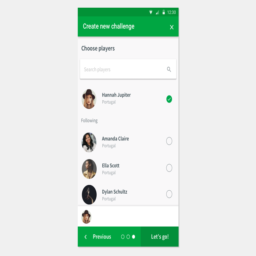 12:30
Create new challenge x
Choose players
Search players
Hannah Jupiter
Portugal
Following
Amanda Claire
Portugal
Ella Scott
Portugal
Dylan Schultz
Portugal
< Previous Let's go!